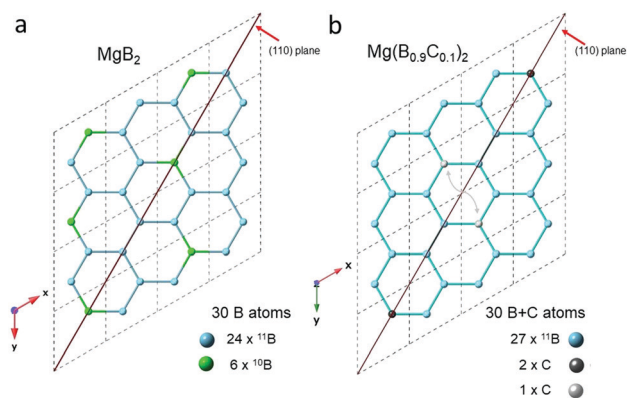 a
MgB2
(110) plane
x
y
30 B atoms
24 x 11B
6 x 10B
b
Mg(B0.9C0.1)2
(110) plane
x
y
30 B+C atoms
27 x 11B
2 x C
1 x C